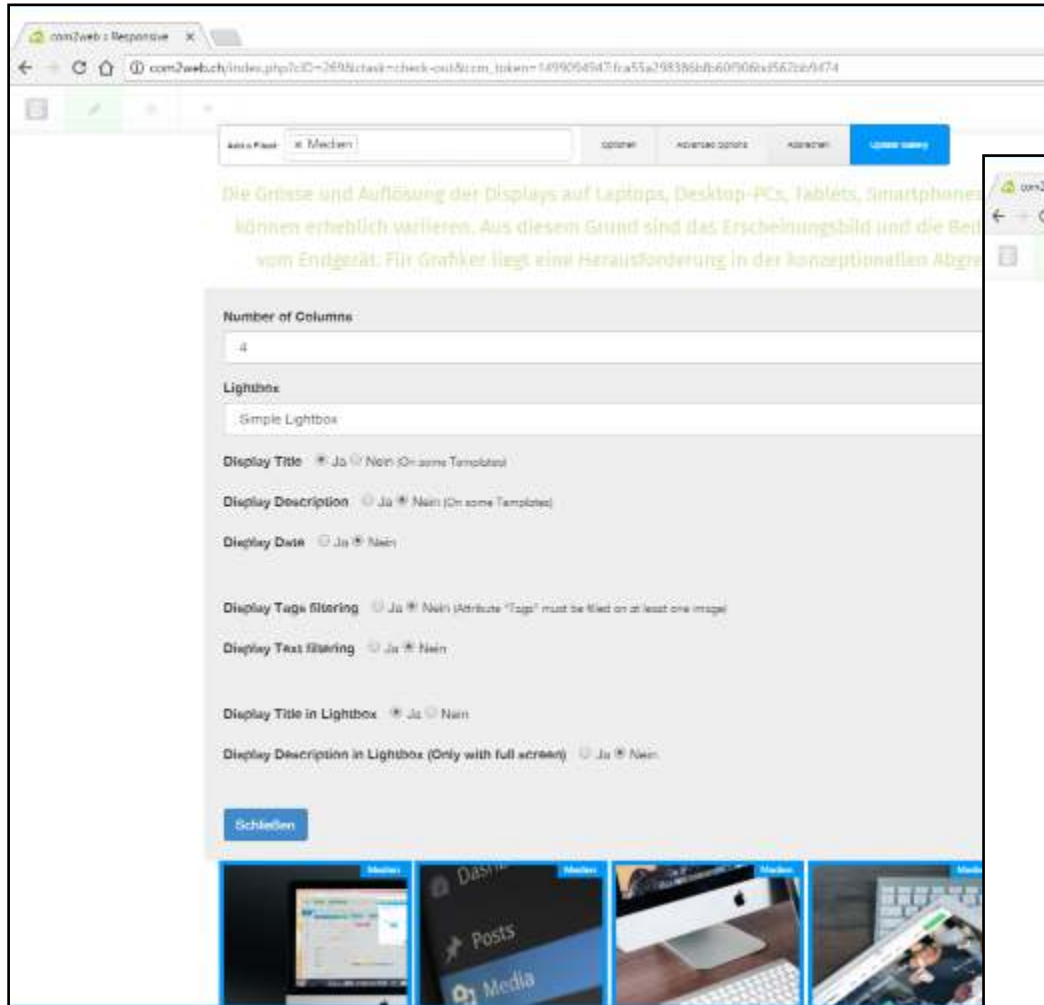 com2web :: Responsive
com2web.ch/index.php?cID=269&ctask=check-out&ccm_token=
Add a Fileset × Medien Optionen Advanced Options Abbrechen Update Gallery
Die Grösse und Auflösung der Displays auf Laptops, Desktop-PCs, Tablets, Smartphones
können erheblich variieren. Aus diesem Grund sind das Erscheinungsbild und die Bed
vom Endgerät. Für Grafiker liegt eine Herausforderung in der konzeptionellen Abgre
Number of Columns
4
Lightbox
Simple Lightbox
Display Title Ja Nein (On some Templates)
Display Description Ja Nein (On some Templates)
Display Date Ja Nein
Display Tags filtering Ja Nein (Attribute "Tags" must be filled on at least one image)
Display Text filtering Ja Nein
Display Title in Lightbox Ja Nein
Display Description in Lightbox (Only with full screen) Ja Nein
Schließen
Medien Medien Medien Medien
Posts
Media